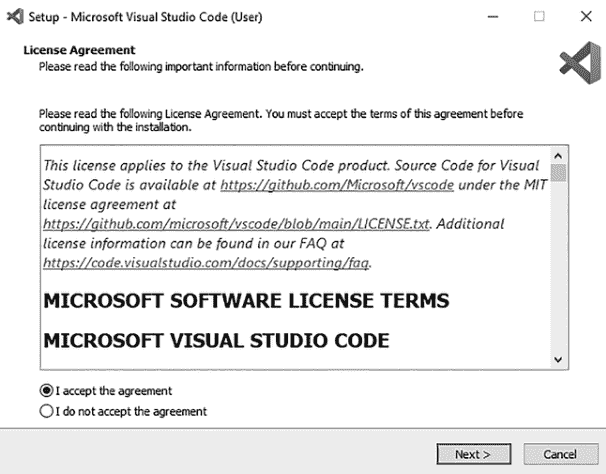 Setup - Microsoft Visual Studio Code (User)
License Agreement
Please read the following important information before continuing.
Please read the following License Agreement. You must accept the terms of this agreement before
continuing with the installation.
This license applies to the Visual Studio Code product. Source Code for Visual
Studio Code is available at https://github.com/Microsoft/vscode under the MIT
license agreement at
https://github.com/microsoft/vscode/blob/main/LICENSE.txt. Additional
license information can be found in our FAQ at
https://code.visualstudio.com/docs/supporting/faq.
MICROSOFT SOFTWARE LICENSE TERMS
MICROSOFT VISUAL STUDIO CODE
I accept the agreement
I do not accept the agreement
Next >
Cancel